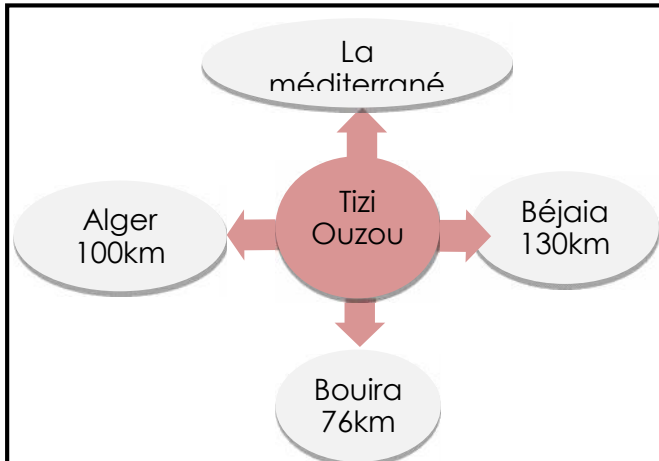 La
méditerrané
Tizi
Ouzou
Alger
100km
Béjaia
130km
Bouira
76km